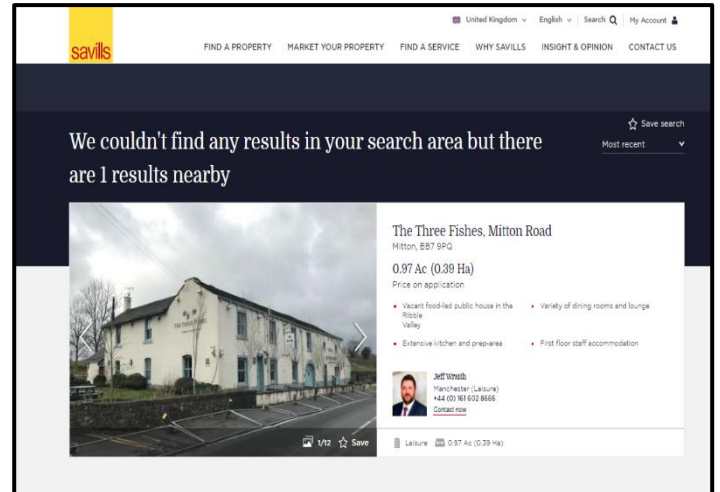 United Kingdom English Search My Account
savills
FIND A PROPERTY MARKET YOUR PROPERTY FIND A SERVICE WHY SAVILLS INSIGHT & OPINION CONTACT US
Save search
We couldn't find any results in your search area but there
are 1 results nearby
Most recent
The Three Fishes, Mitton Road
Mitton, BB7 9PQ
0.97 Ac (0.39 Ha)
Price on application
Vacant food-led public house in the
Ribble
Valley
Variety of dining rooms and lounge
Extensive kitchen and prep-area
First floor staff accommodation
THE THREE FISHES
Jeff Wraith
Manchester (Leisure)
+44 (0) 161 602 8666
Contact now
1/12 Save
Leisure 0.97 Ac (0.39 Ha)